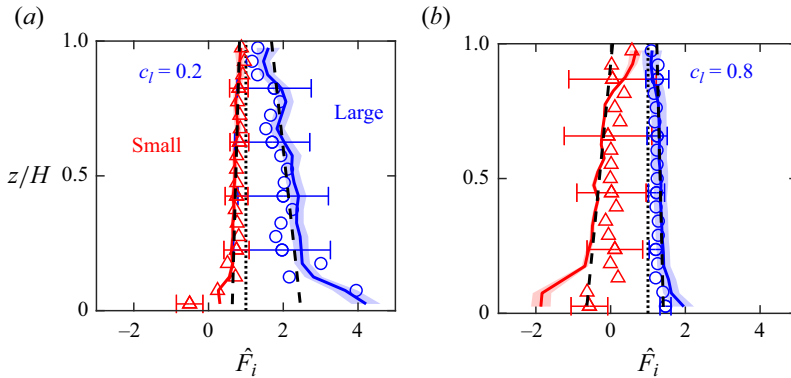 (a) (b)
1.0 1.0
c_l = 0.2 c_l = 0.8
Large
Small
z/H 0.5 0.5
0 0
−2 0 2 4 −2 0 2 4
F̂_i F̂_i